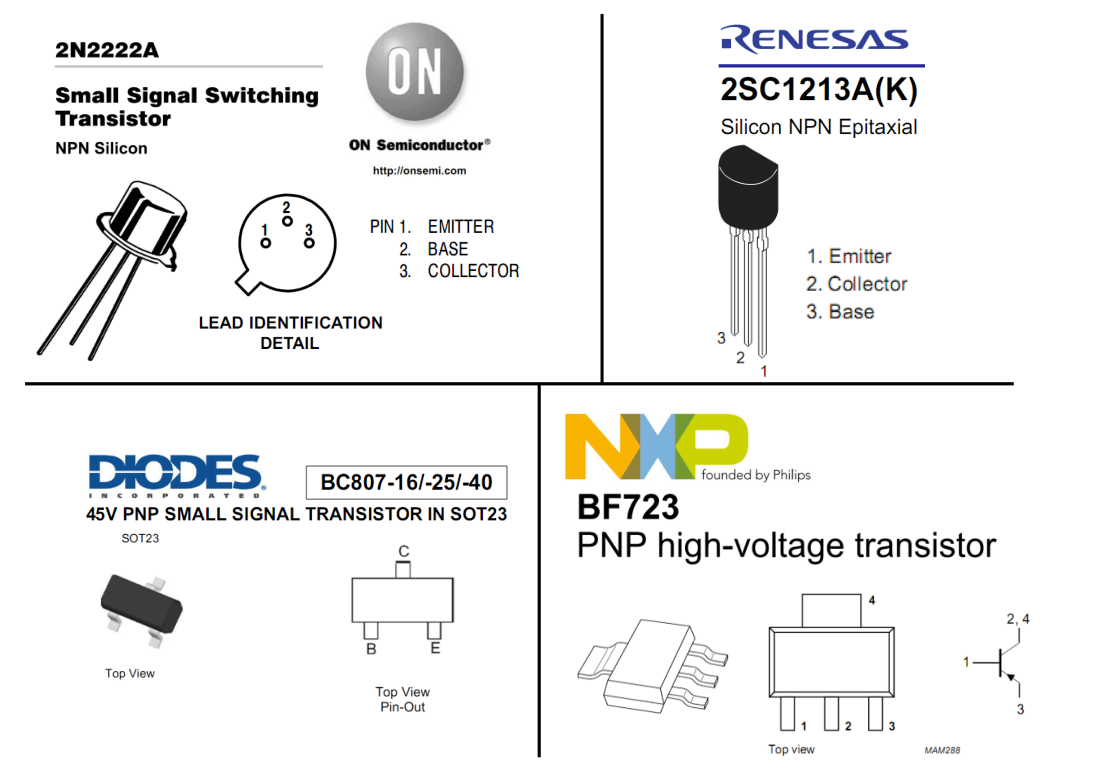 2N2222A
Small Signal Switching
Transistor
NPN Silicon
ON
ON Semiconductor®
http://onsemi.com
2
1 3
PIN 1. EMITTER
2. BASE
3. COLLECTOR
LEAD IDENTIFICATION
DETAIL
RENESAS
2SC1213A(K)
Silicon NPN Epitaxial
1. Emitter
2. Collector
3. Base
3
2
1
DIODES
INCORPORATED®
BC807-16/-25/-40
45V PNP SMALL SIGNAL TRANSISTOR IN SOT23
SOT23
Top View
C
B E
Top View
Pin-Out
NXP
founded by Philips
BF723
PNP high-voltage transistor
4
1 2 3
Top view
2, 4
1
3
MAM288